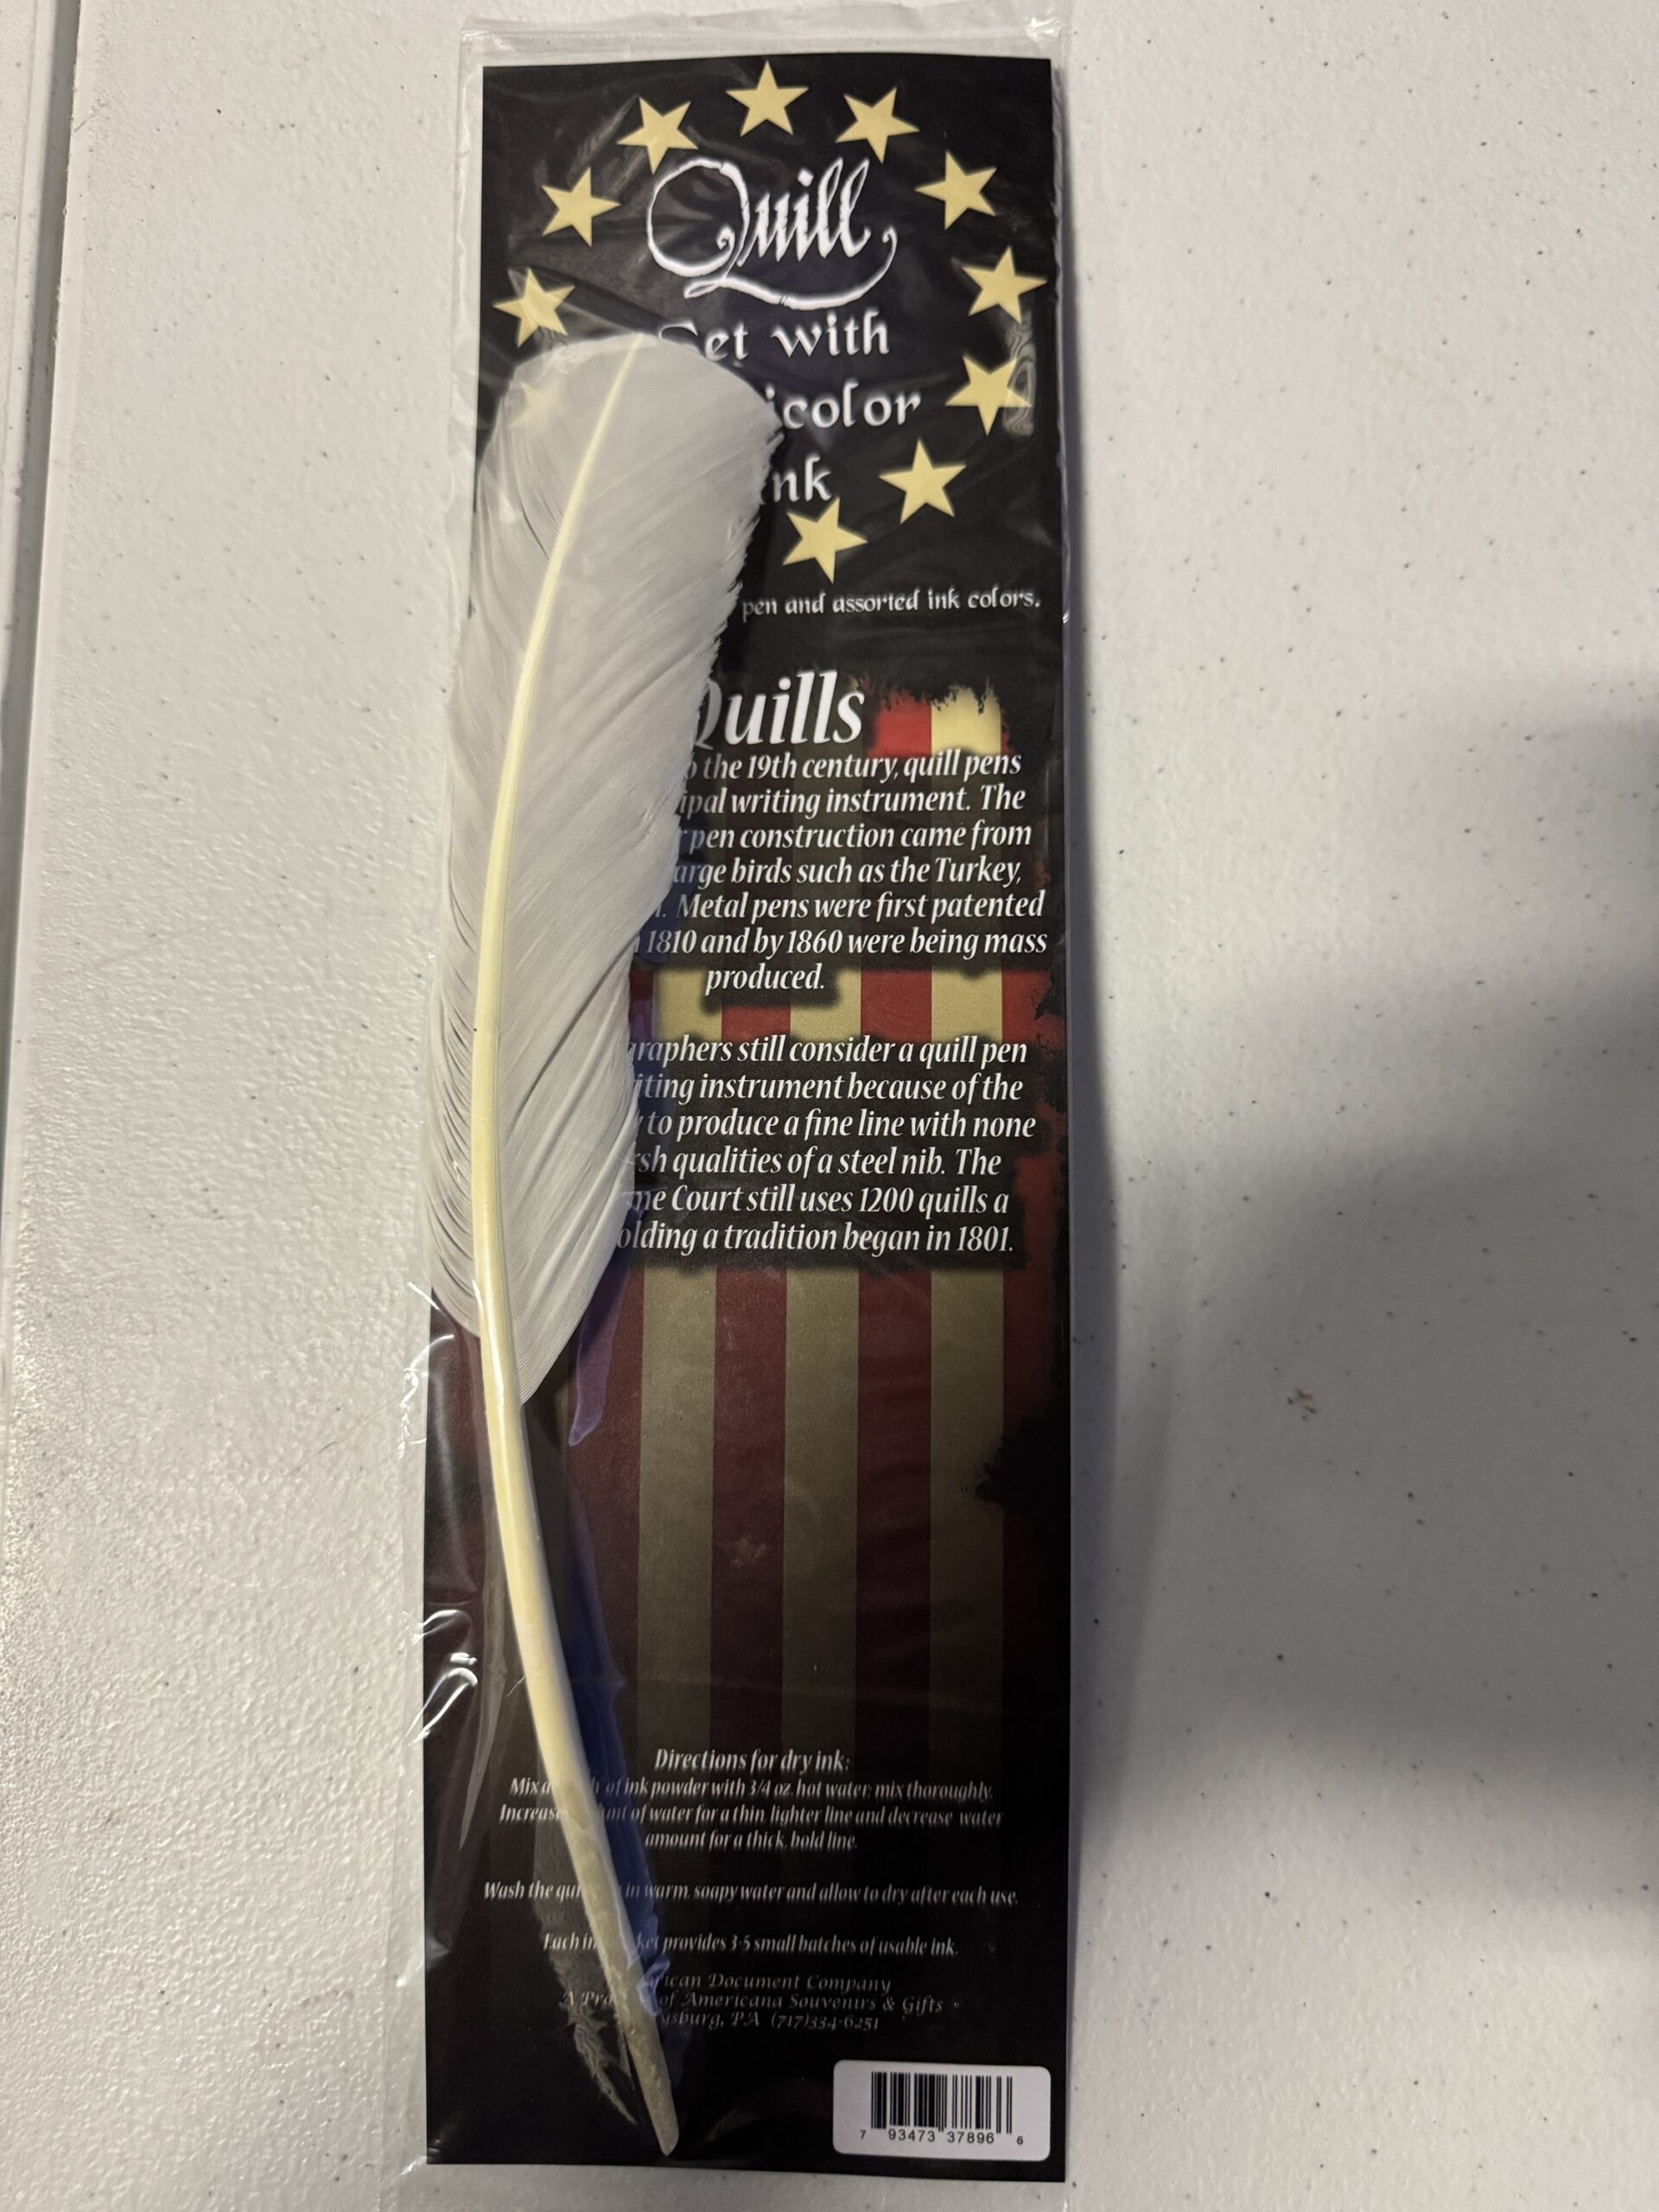 Quill
Set with
icolor
nk
pen and assorted ink colors.
Quills
the 19th century, quill pens
ipal writing instrument. The
pen construction came from
arge birds such as the Turkey,
Metal pens were first patented
1810 and by 1860 were being mass
produced.
raphers still consider a quill pen
iting instrument because of the
to produce a fine line with none
sh qualities of a steel nib. The
me Court still uses 1200 quills a
olding a tradition began in 1801.
Directions for dry ink:
Mix a of ink powder with 3/4 oz. hot water; mix thoroughly.
Increase nt of water for a thin, lighter line and decrease water
amount for a thick, bold line.
Wash the qui in warm, soapy water and allow to dry after each use.
Each in ket provides 3-5 small batches of usable ink.
ican Document Company
A Pro of Americana Souvenirs & Gifts
ysburg, PA (717)334-6251
7 93473 37896 6